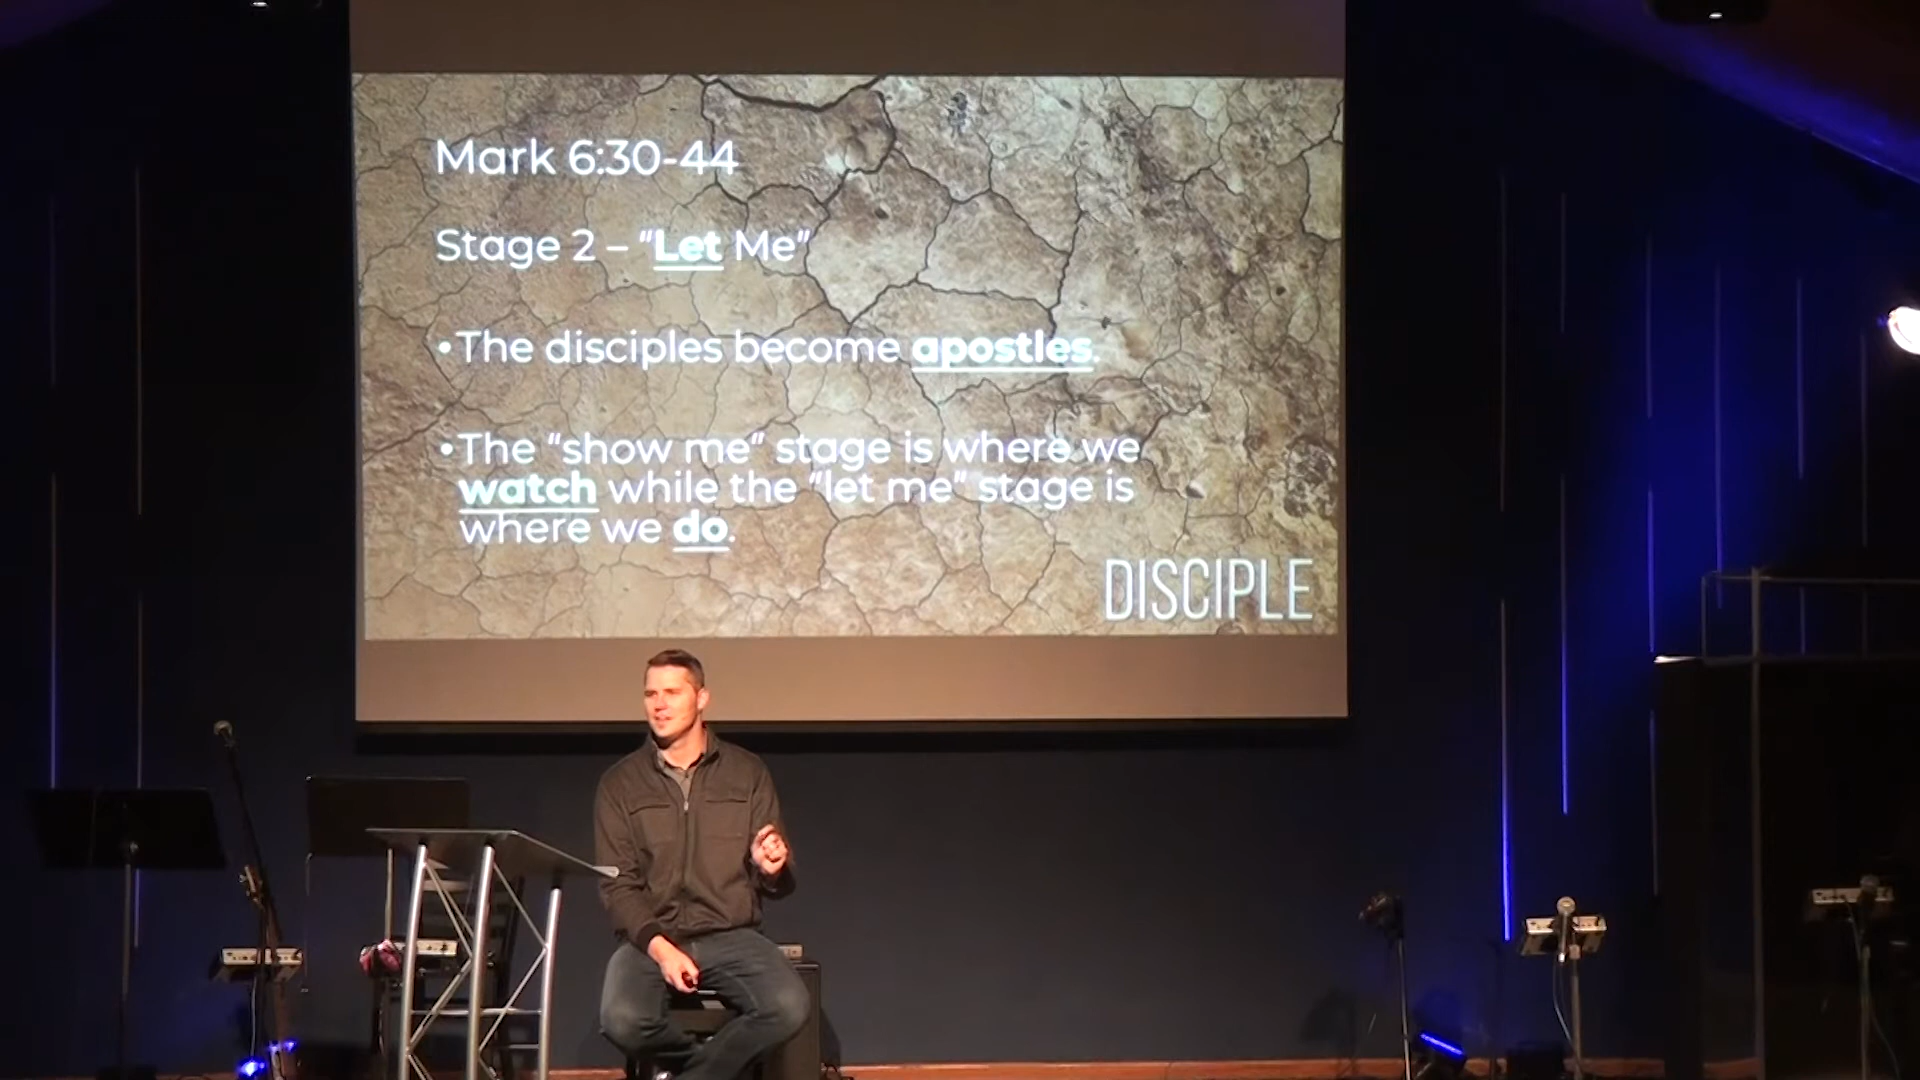 Mark 6:30-44
Stage 2 – "Let Me"
•The disciples become apostles.
•The "show me" stage is where we
watch while the "let me" stage is
where we do.
DISCIPLE